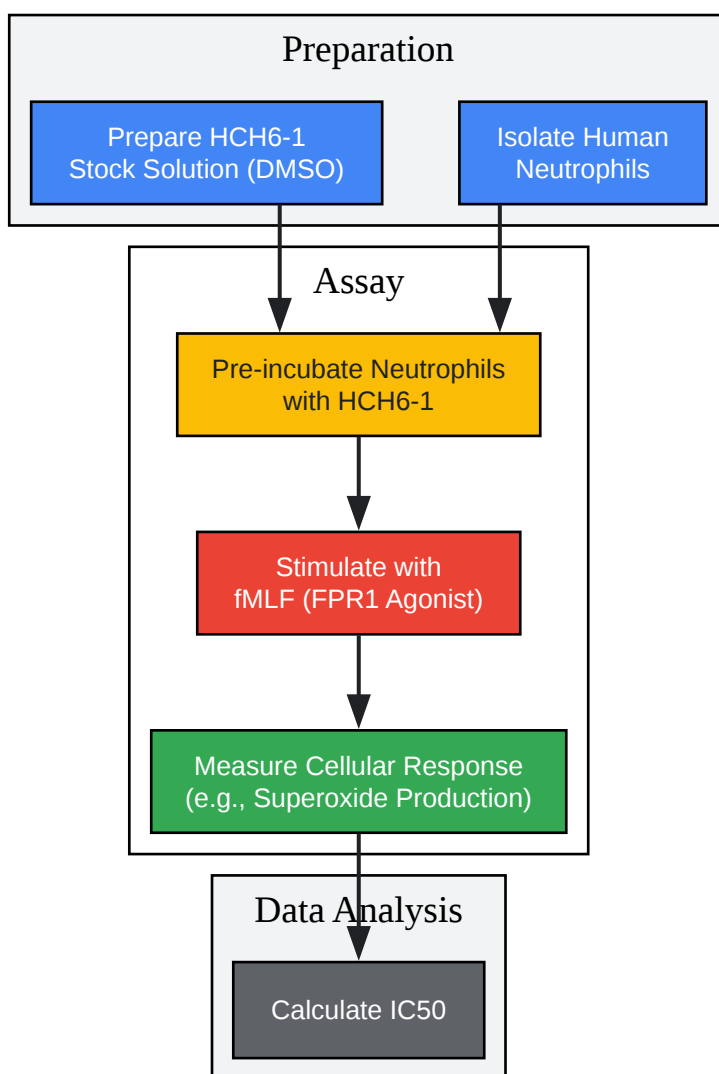 Preparation
Prepare HCH6-1
Stock Solution (DMSO)
Isolate Human
Neutrophils
Assay
Pre-incubate Neutrophils
with HCH6-1
Stimulate with
fMLF (FPR1 Agonist)
Measure Cellular Response
(e.g., Superoxide Production)
Data Analysis
Calculate IC50